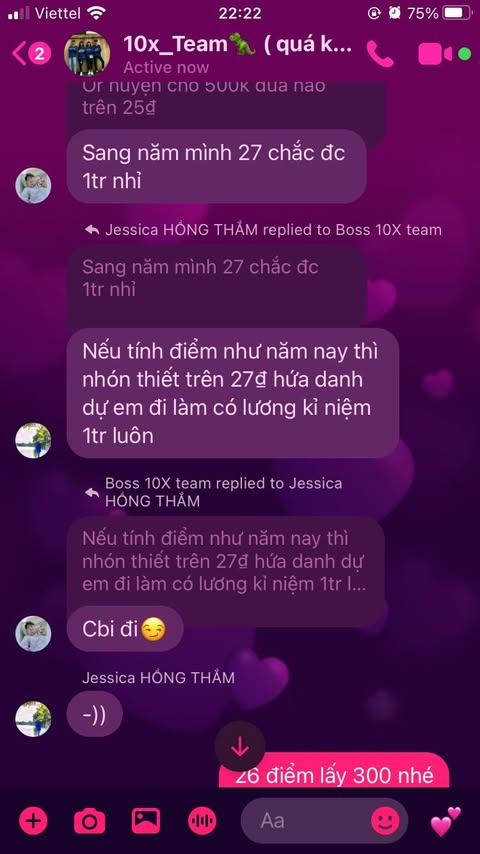 Viettel
22:22
75%
2
10x_Team ( quá k...
Active now
Or huyện cho 500k đứa nào
trên 25₫
Sang năm mình 27 chắc đc
1tr nhỉ
Jessica HỒNG THẮM replied to Boss 10X team
Sang năm mình 27 chắc đc
1tr nhỉ
Nếu tính điểm như năm nay thì
nhón thiết trên 27₫ hứa danh
dự em đi làm có lương kỉ niệm
1tr luôn
Boss 10X team replied to Jessica
HỒNG THẮM
Nếu tính điểm như năm nay thì
nhón thiết trên 27₫ hứa danh dự
em đi làm có lương kỉ niệm 1tr l...
Cbi đi😏
Jessica HỒNG THẮM
-))
26 điểm lấy 300 nhé
Aa